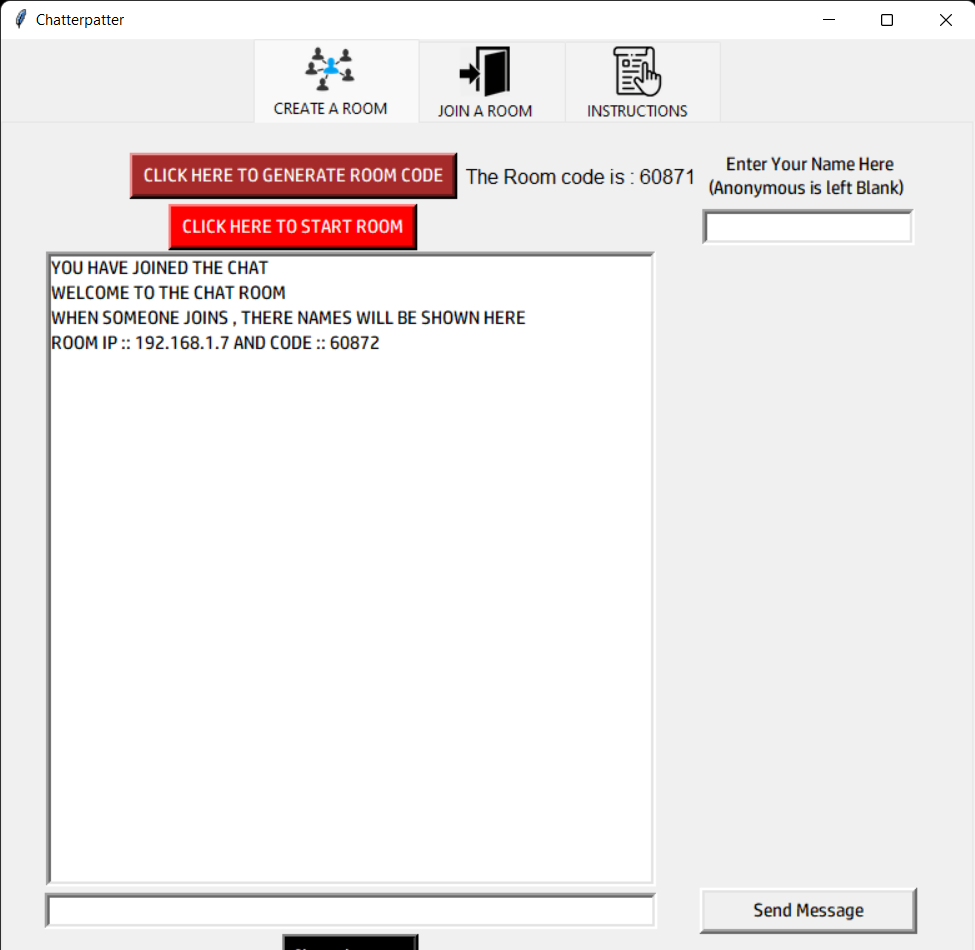 Chatterpatter
CREATE A ROOM
JOIN A ROOM
INSTRUCTIONS
CLICK HERE TO GENERATE ROOM CODE
The Room code is : 60871
Enter Your Name Here
(Anonymous is left Blank)
CLICK HERE TO START ROOM
YOU HAVE JOINED THE CHAT
WELCOME TO THE CHAT ROOM
WHEN SOMEONE JOINS , THERE NAMES WILL BE SHOWN HERE
ROOM IP :: 192.168.1.7 AND CODE :: 60872
Send Message